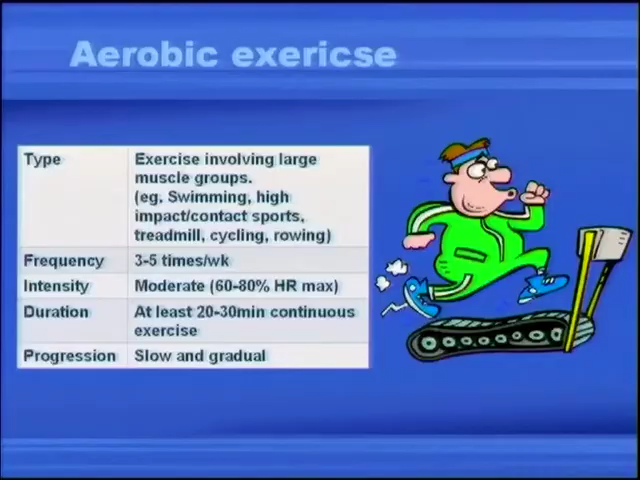 Aerobic exericse
Type
Exercise involving large
muscle groups.
(eg. Swimming, high
impact/contact sports,
treadmill, cycling, rowing)
Frequency
3-5 times/wk
Intensity
Moderate (60-80% HR max)
Duration
At least 20-30min continuous
exercise
Progression
Slow and gradual